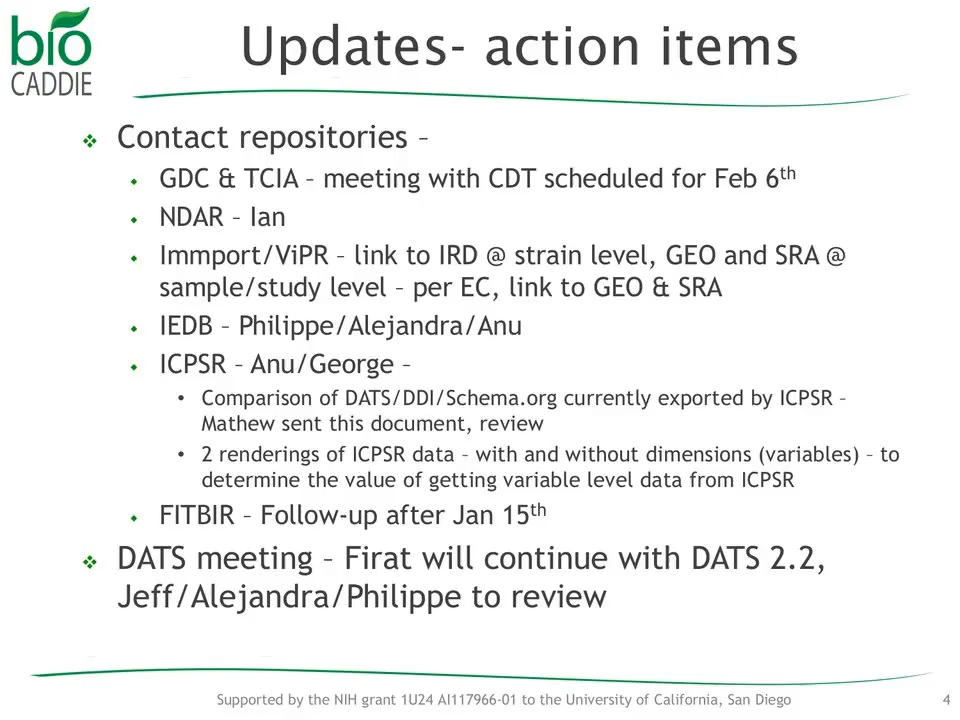 bio
CADDIE
Updates- action items
❖ Contact repositories –
GDC & TCIA – meeting with CDT scheduled for Feb 6th
NDAR – Ian
Immport/ViPR – link to IRD @ strain level, GEO and SRA @
sample/study level – per EC, link to GEO & SRA
IEDB – Philippe/Alejandra/Anu
ICPSR – Anu/George –
• Comparison of DATS/DDI/Schema.org currently exported by ICPSR –
Mathew sent this document, review
• 2 renderings of ICPSR data – with and without dimensions (variables) – to
determine the value of getting variable level data from ICPSR
FITBIR – Follow-up after Jan 15th
❖ DATS meeting – Firat will continue with DATS 2.2,
Jeff/Alejandra/Philippe to review
Supported by the NIH grant 1U24 AI117966-01 to the University of California, San Diego
4